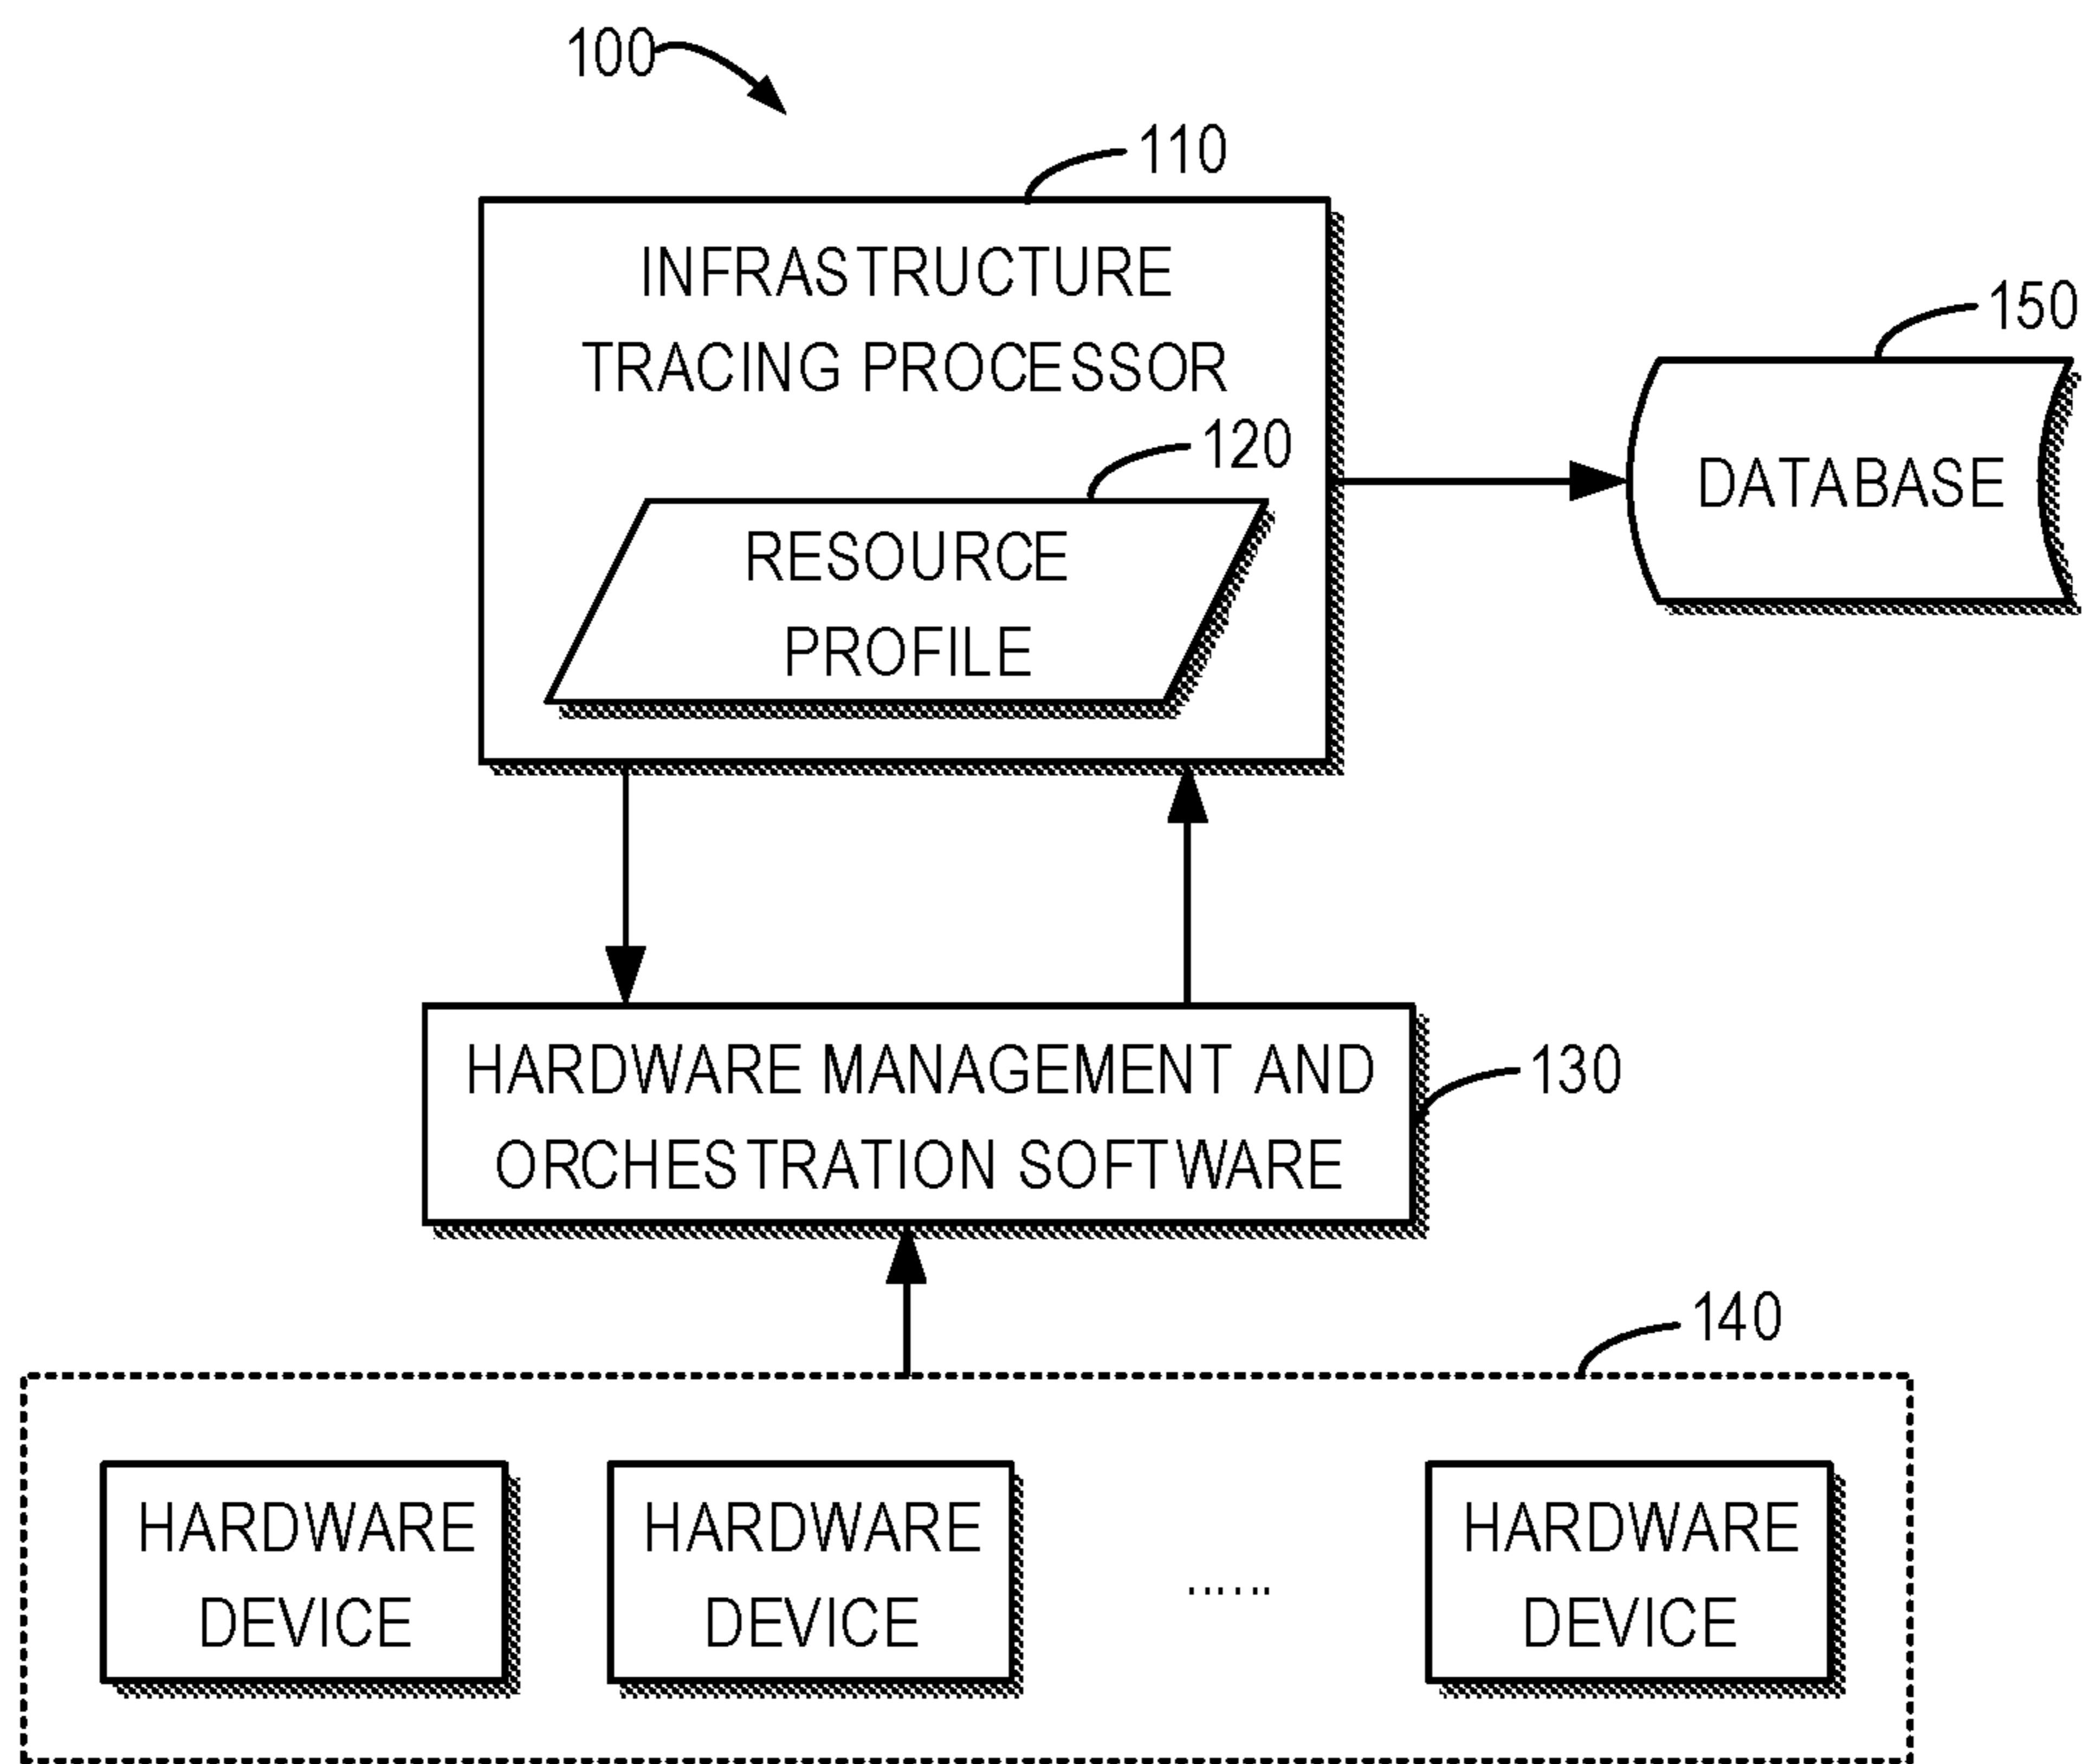 100
110
INFRASTRUCTURE
TRACING PROCESSOR
120
RESOURCE
PROFILE
150
DATABASE
HARDWARE MANAGEMENT AND
ORCHESTRATION SOFTWARE
130
140
HARDWARE
DEVICE
HARDWARE
DEVICE
......
HARDWARE
DEVICE